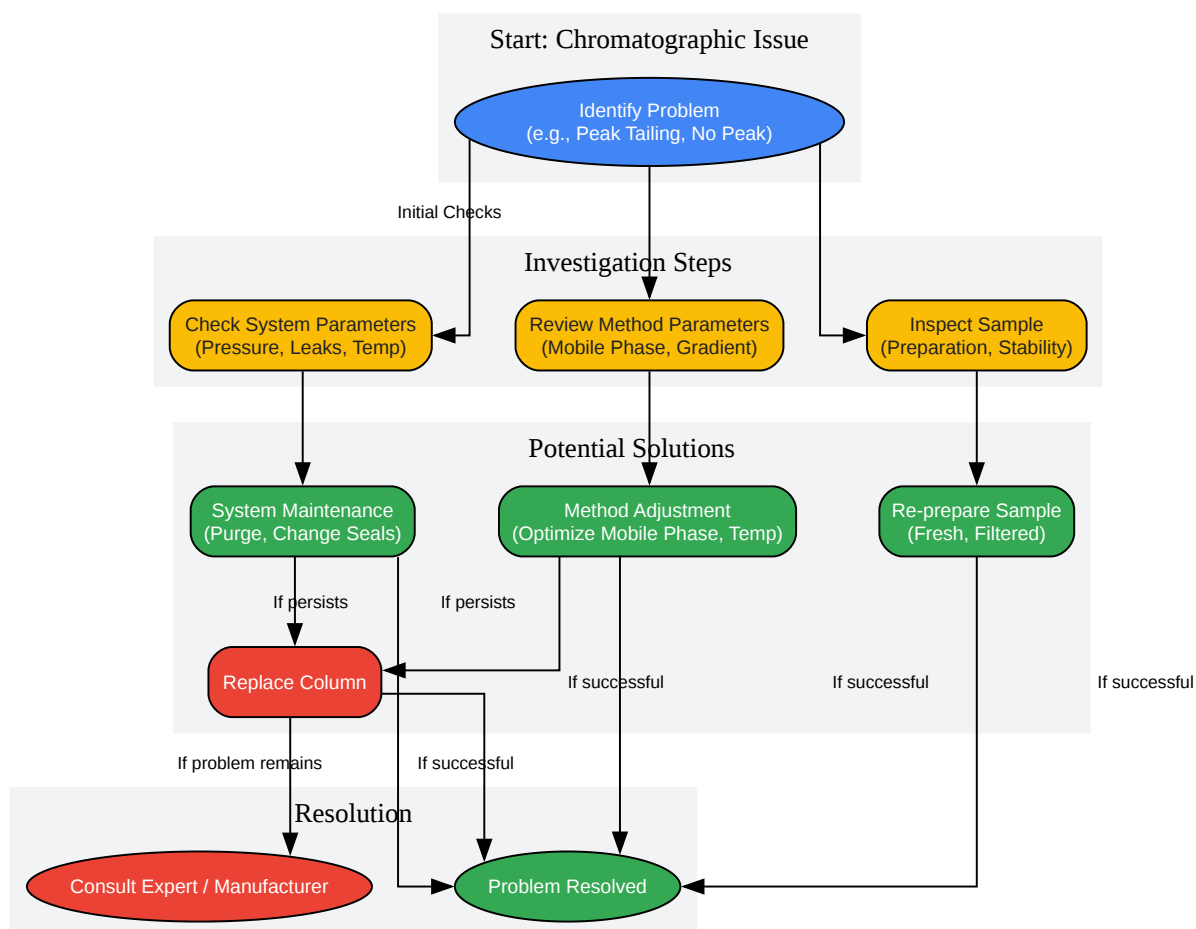 Start: Chromatographic Issue
Identify Problem
(e.g., Peak Tailing, No Peak)
Initial Checks
Investigation Steps
Check System Parameters
(Pressure, Leaks, Temp)
Review Method Parameters
(Mobile Phase, Gradient)
Inspect Sample
(Preparation, Stability)
Potential Solutions
System Maintenance
(Purge, Change Seals)
Method Adjustment
(Optimize Mobile Phase, Temp)
Re-prepare Sample
(Fresh, Filtered)
If persists
If persists
Replace Column
If successful
If successful
If successful
If problem remains
If successful
Resolution
Consult Expert / Manufacturer
Problem Resolved